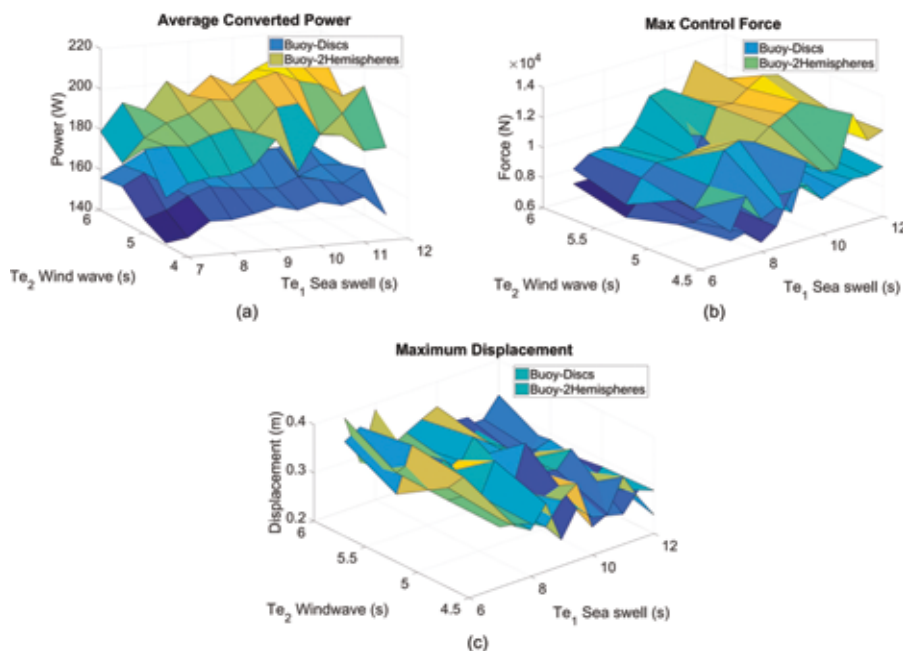 Average Converted Power
Buoy-Discs
Buoy-2Hemispheres
Power (W)
220
200
180
160
140
6
5
4
Te2 Wind wave (s)
7
8
9
10
11
12
Te1 Sea swell (s)
(a)
Max Control Force
×10^4
Buoy-Discs
Buoy-2Hemispheres
Force (N)
1.4
1.2
1
0.8
0.6
6
5.5
5
4.5
Te2 Wind wave (s)
6
8
10
12
Te1 Sea swell (s)
(b)
Maximum Displacement
Buoy-Discs
Buoy-2Hemispheres
Displacement (m)
0.4
0.3
0.2
6
5.5
5
4.5
Te2 Windwave (s)
6
8
10
12
Te1 Sea swell (s)
(c)